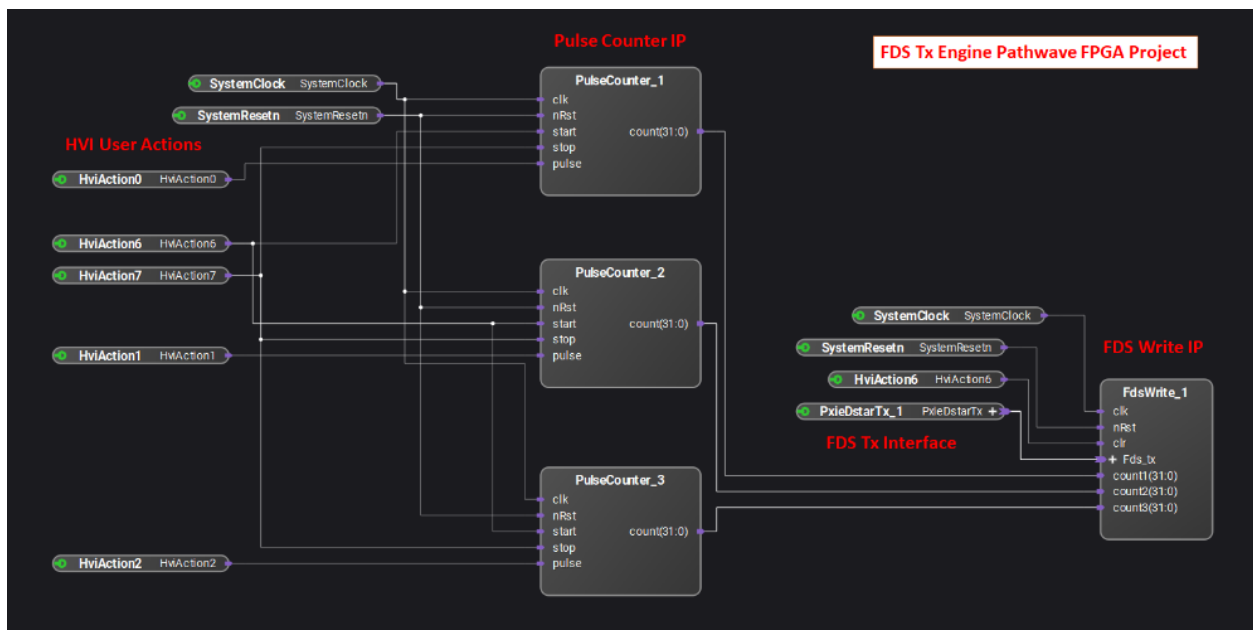 Pulse Counter IP
FDS Tx Engine Pathwave FPGA Project
SystemClock SystemClock
SystemResetn SystemResetn
HVI User Actions
HviAction0 HviAction0
HviAction6 HviAction6
HviAction7 HviAction7
HviAction1 HviAction1
HviAction2 HviAction2
PulseCounter_1
clk
nRst
start count(31:0)
stop
pulse
PulseCounter_2
clk
nRst
start count(31:0)
stop
pulse
PulseCounter_3
clk
nRst
start count(31:0)
stop
pulse
SystemClock SystemClock
SystemResetn SystemResetn
HviAction6 HviAction6
PxieDstarTx_1 PxieDstarTx +
FDS Tx Interface
FDS Write IP
FdsWrite_1
clk
nRst
clr
+ Fds_tx
count1(31:0)
count2(31:0)
count3(31:0)